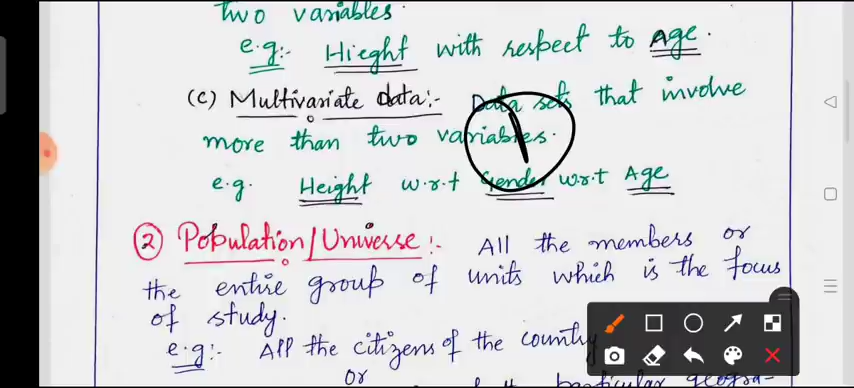 two variables.
e.g:- Hieght with respect to Age.
(c) Multivariate data:- Data sets that involve
more than two variables.
e.g. Height w.r.t Gender w.r.t Age
② Population/Universe:- All the members or
the entire group of units which is the focus
of study.
e.g:- All the citizens of the country
or
particular geogra-